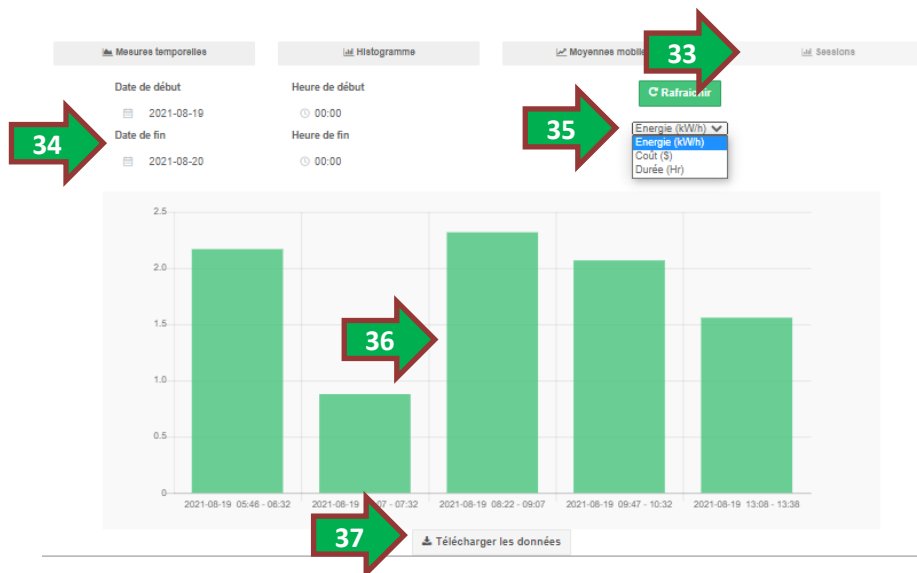 Mesures temporelles
Histogramme
Moyennes mobile
33
Sessions
Date de début
Heure de début
Rafraichir
2021-08-19
00:00
34
35
Date de fin
Heure de fin
Energie (kW/h)
Energie (kW/h)
Coût ($)
Durée (Hr)
2021-08-20
00:00
2.5
2.0
1.5
1.0
0.5
0
36
2021-08-19 05:46 - 06:32
2021-08-19 07 - 07:32
2021-08-19 08:22 - 09:07
2021-08-19 09:47 - 10:32
2021-08-19 13:08 - 13:38
37
Télécharger les données